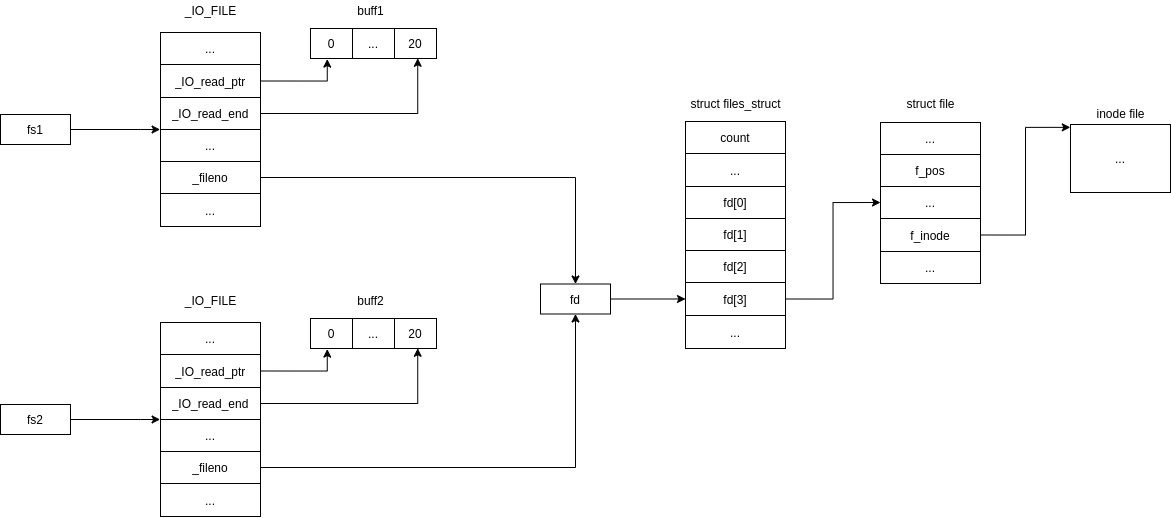 _IO_FILE
buff1
...
0
...
20
_IO_read_ptr
_IO_read_end
fs1
...
_fileno
...
struct files_struct
count
...
fd[0]
fd[1]
fd[2]
fd[3]
...
struct file
...
f_pos
...
f_inode
...
inode file
...
fd
_IO_FILE
buff2
...
0
...
20
_IO_read_ptr
_IO_read_end
fs2
...
_fileno
...